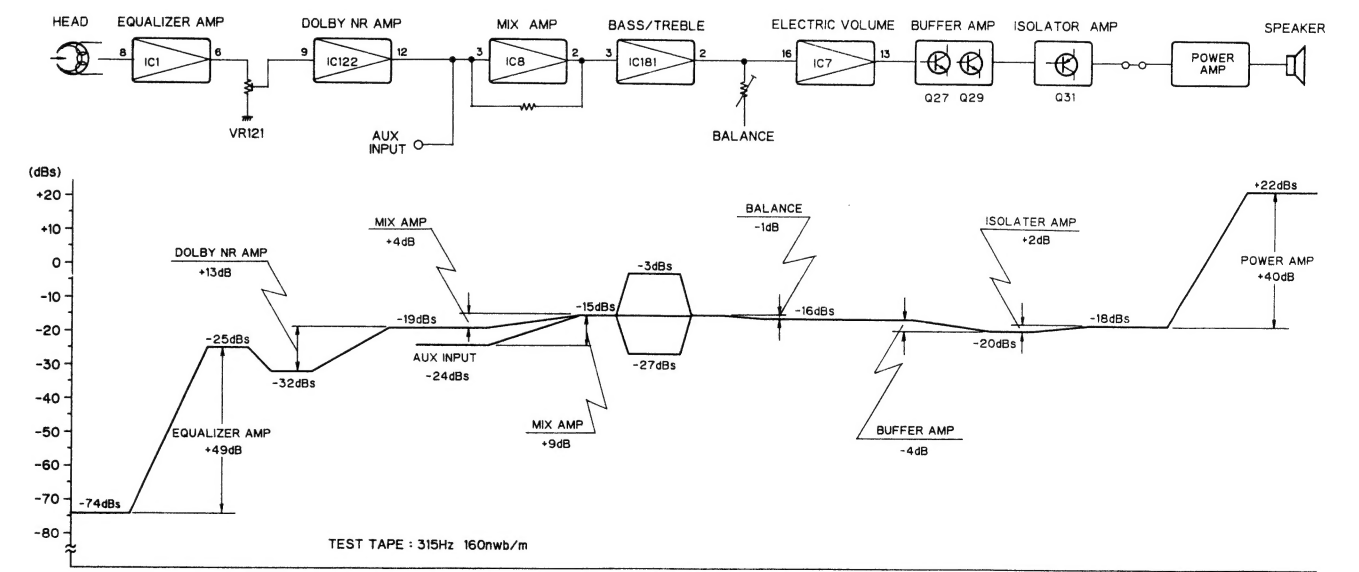 HEAD
EQUALIZER AMP
DOLBY NR AMP
MIX AMP
BASS/TREBLE
ELECTRIC VOLUME
BUFFER AMP
ISOLATOR AMP
SPEAKER
8
IC1
6
9
IC122
12
3
IC8
2
3
IC181
2
16
IC7
13
POWER
AMP
Q27
Q29
Q31
VR121
AUX
INPUT
BALANCE
(dBs)
+20
+10
0
-10
-20
-30
-40
-50
-60
-70
-80
-74dBs
EQUALIZER AMP
+49dB
-25dBs
DOLBY NR AMP
+13dB
-32dBs
MIX AMP
+4dB
-19dBs
AUX INPUT
-24dBs
-15dBs
MIX AMP
+9dB
-3dBs
-27dBs
BALANCE
-1dB
-16dBs
BUFFER AMP
-4dB
ISOLATER AMP
+2dB
-20dBs
-18dBs
+22dBs
POWER AMP
+40dB
TEST TAPE : 315Hz 160nwb/m